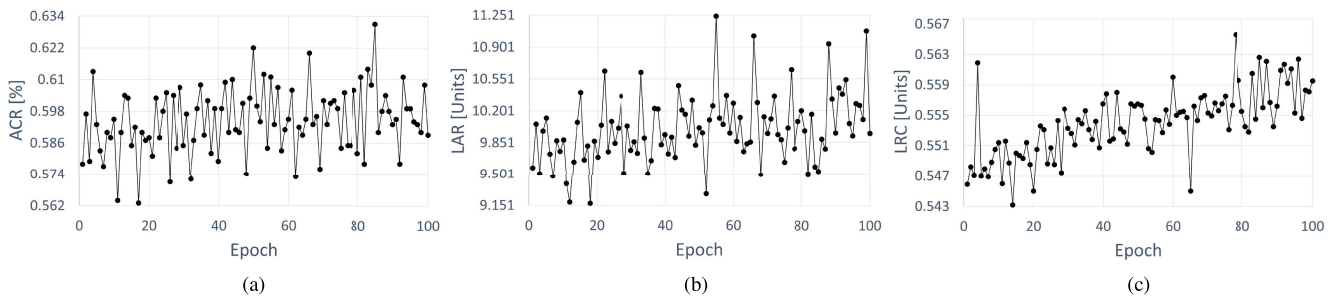 ACR [%]
0.634
0.622
0.61
0.598
0.586
0.574
0.562
0 20 40 60 80 100
Epoch
(a)
LAR [Units]
11.251
10.901
10.551
10.201
9.851
9.501
9.151
0 20 40 60 80 100
Epoch
(b)
LRC [Units]
0.567
0.563
0.559
0.555
0.551
0.547
0.543
0 20 40 60 80 100
Epoch
(c)